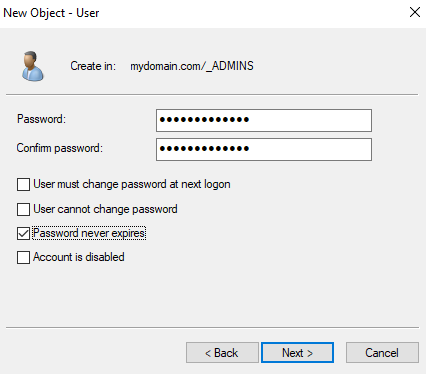 New Object - User
Create in: mydomain.com/_ADMINS
Password: •••••••••••••
Confirm password: •••••••••••••
User must change password at next logon
User cannot change password
Password never expires
Account is disabled
< Back Next > Cancel